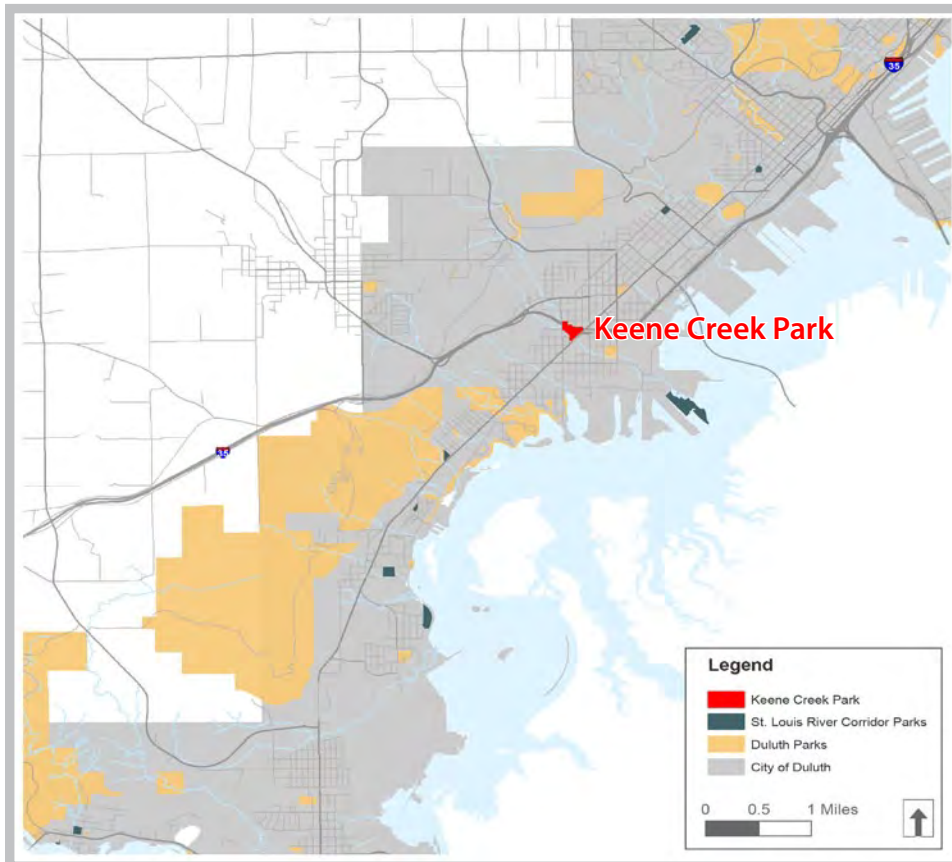 35
Keene Creek Park
35
Legend
Keene Creek Park
St. Louis River Corridor Parks
Duluth Parks
City of Duluth
0 0.5 1 Miles